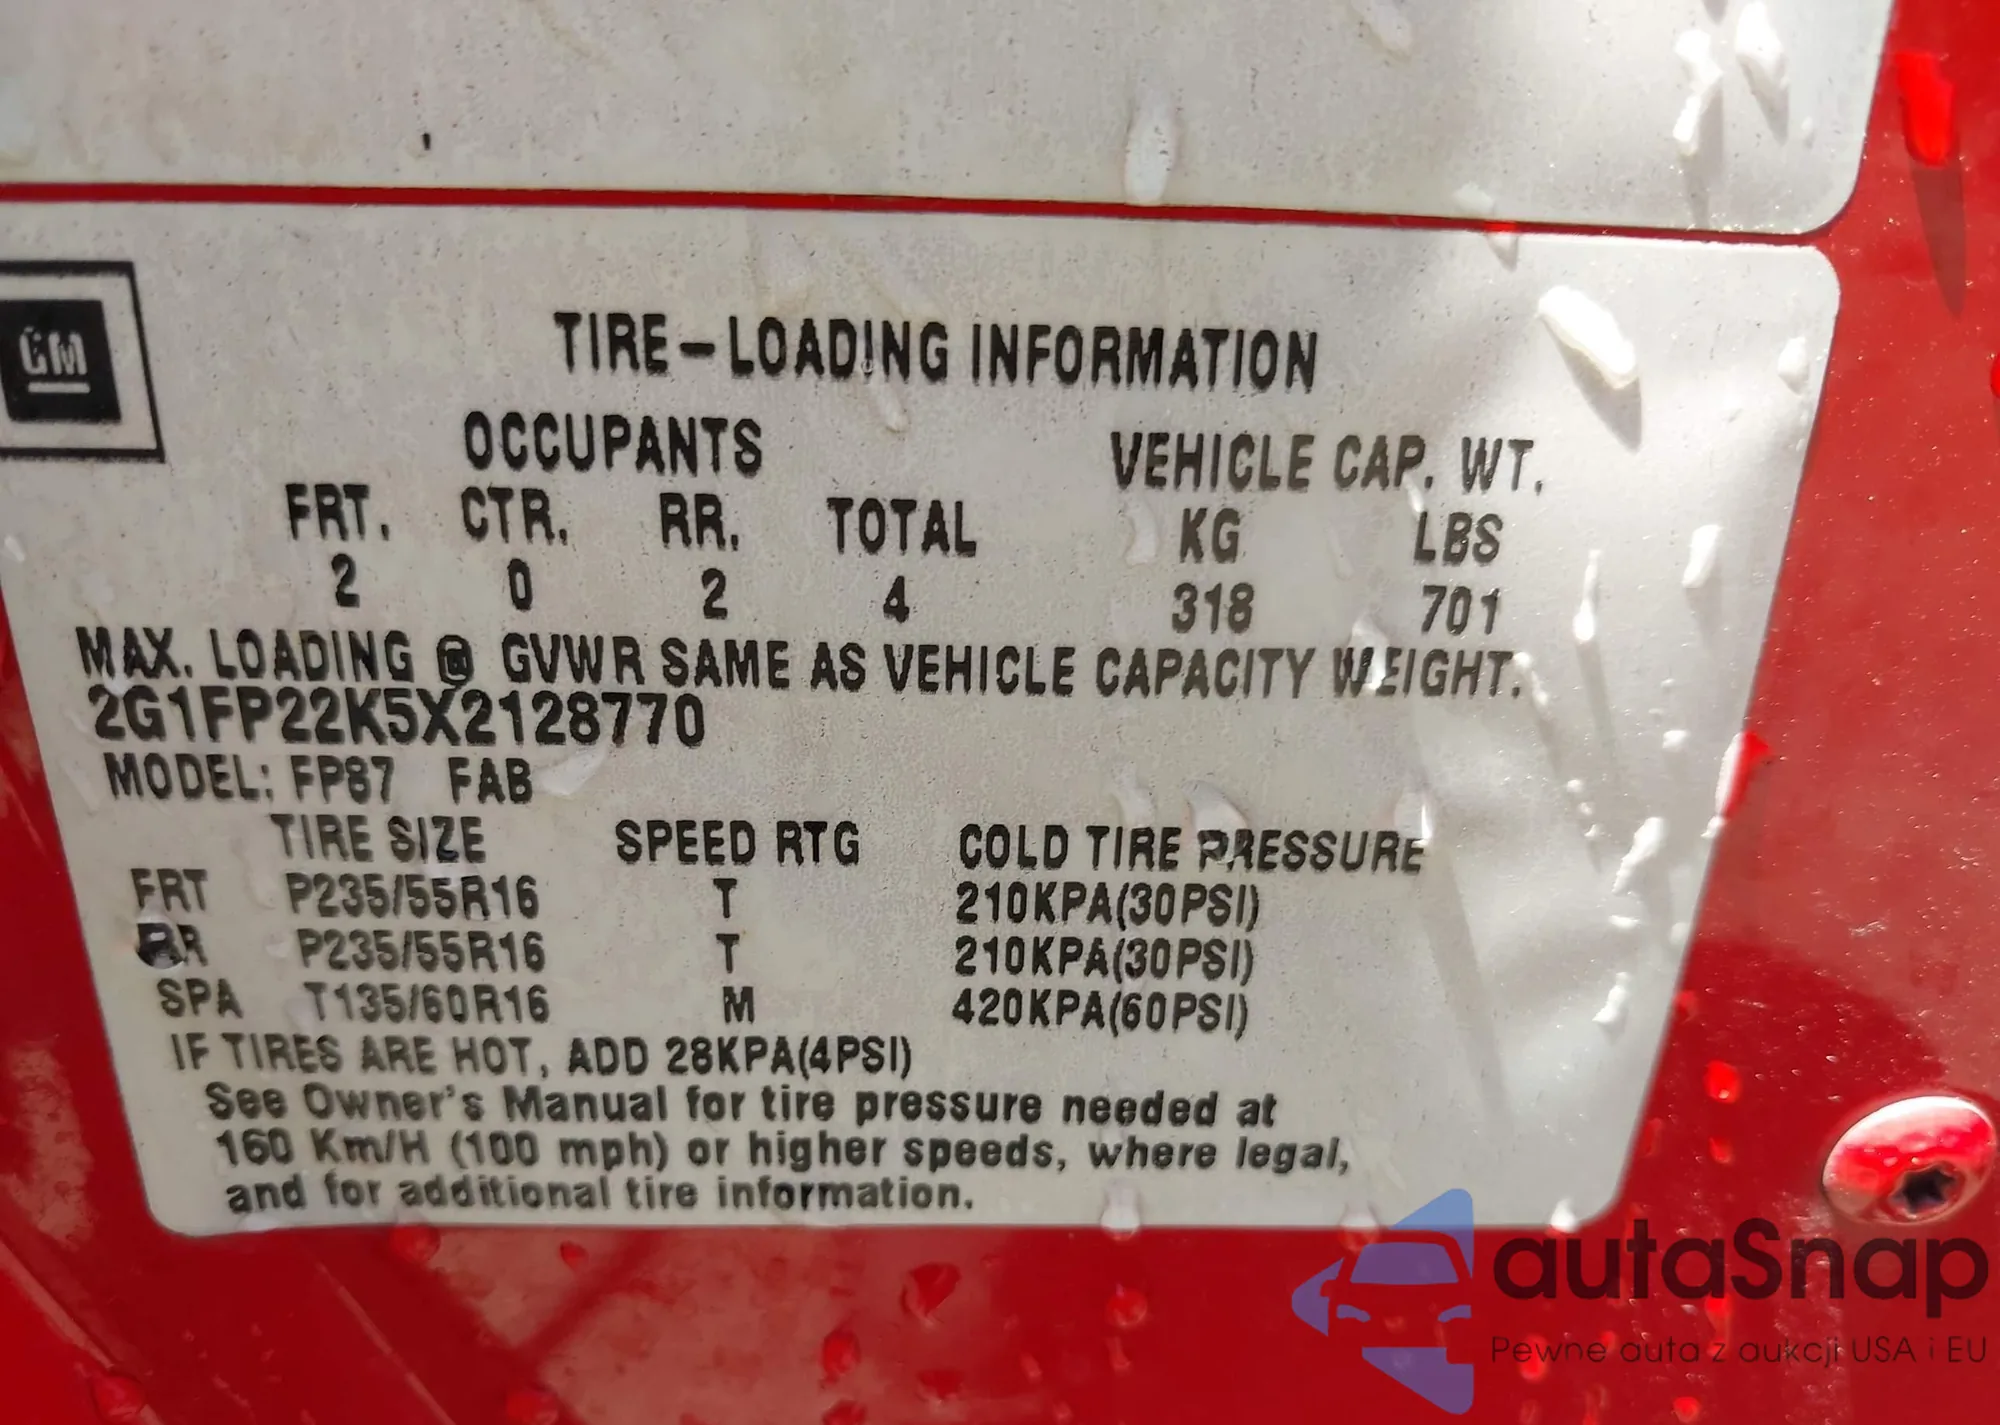 GM
TIRE-LOADING INFORMATION
OCCUPANTS VEHICLE CAP. WT.
FRT. CTR. RR. TOTAL KG LBS
2 0 2 4 318 701
MAX. LOADING @ GVWR SAME AS VEHICLE CAPACITY WEIGHT.
2G1FP22K5X2128770
MODEL: FP87 FAB
TIRE SIZE SPEED RTG COLD TIRE PRESSURE
FRT P235/55R16 T 210KPA(30PSI)
RR P235/55R16 T 210KPA(30PSI)
SPA T135/60R16 M 420KPA(60PSI)
IF TIRES ARE HOT, ADD 28KPA(4PSI)
See Owner's Manual for tire pressure needed at
160 Km/H (100 mph) or higher speeds, where legal,
and for additional tire information.
autaSnap
Pewne auta z aukcji USA i EU